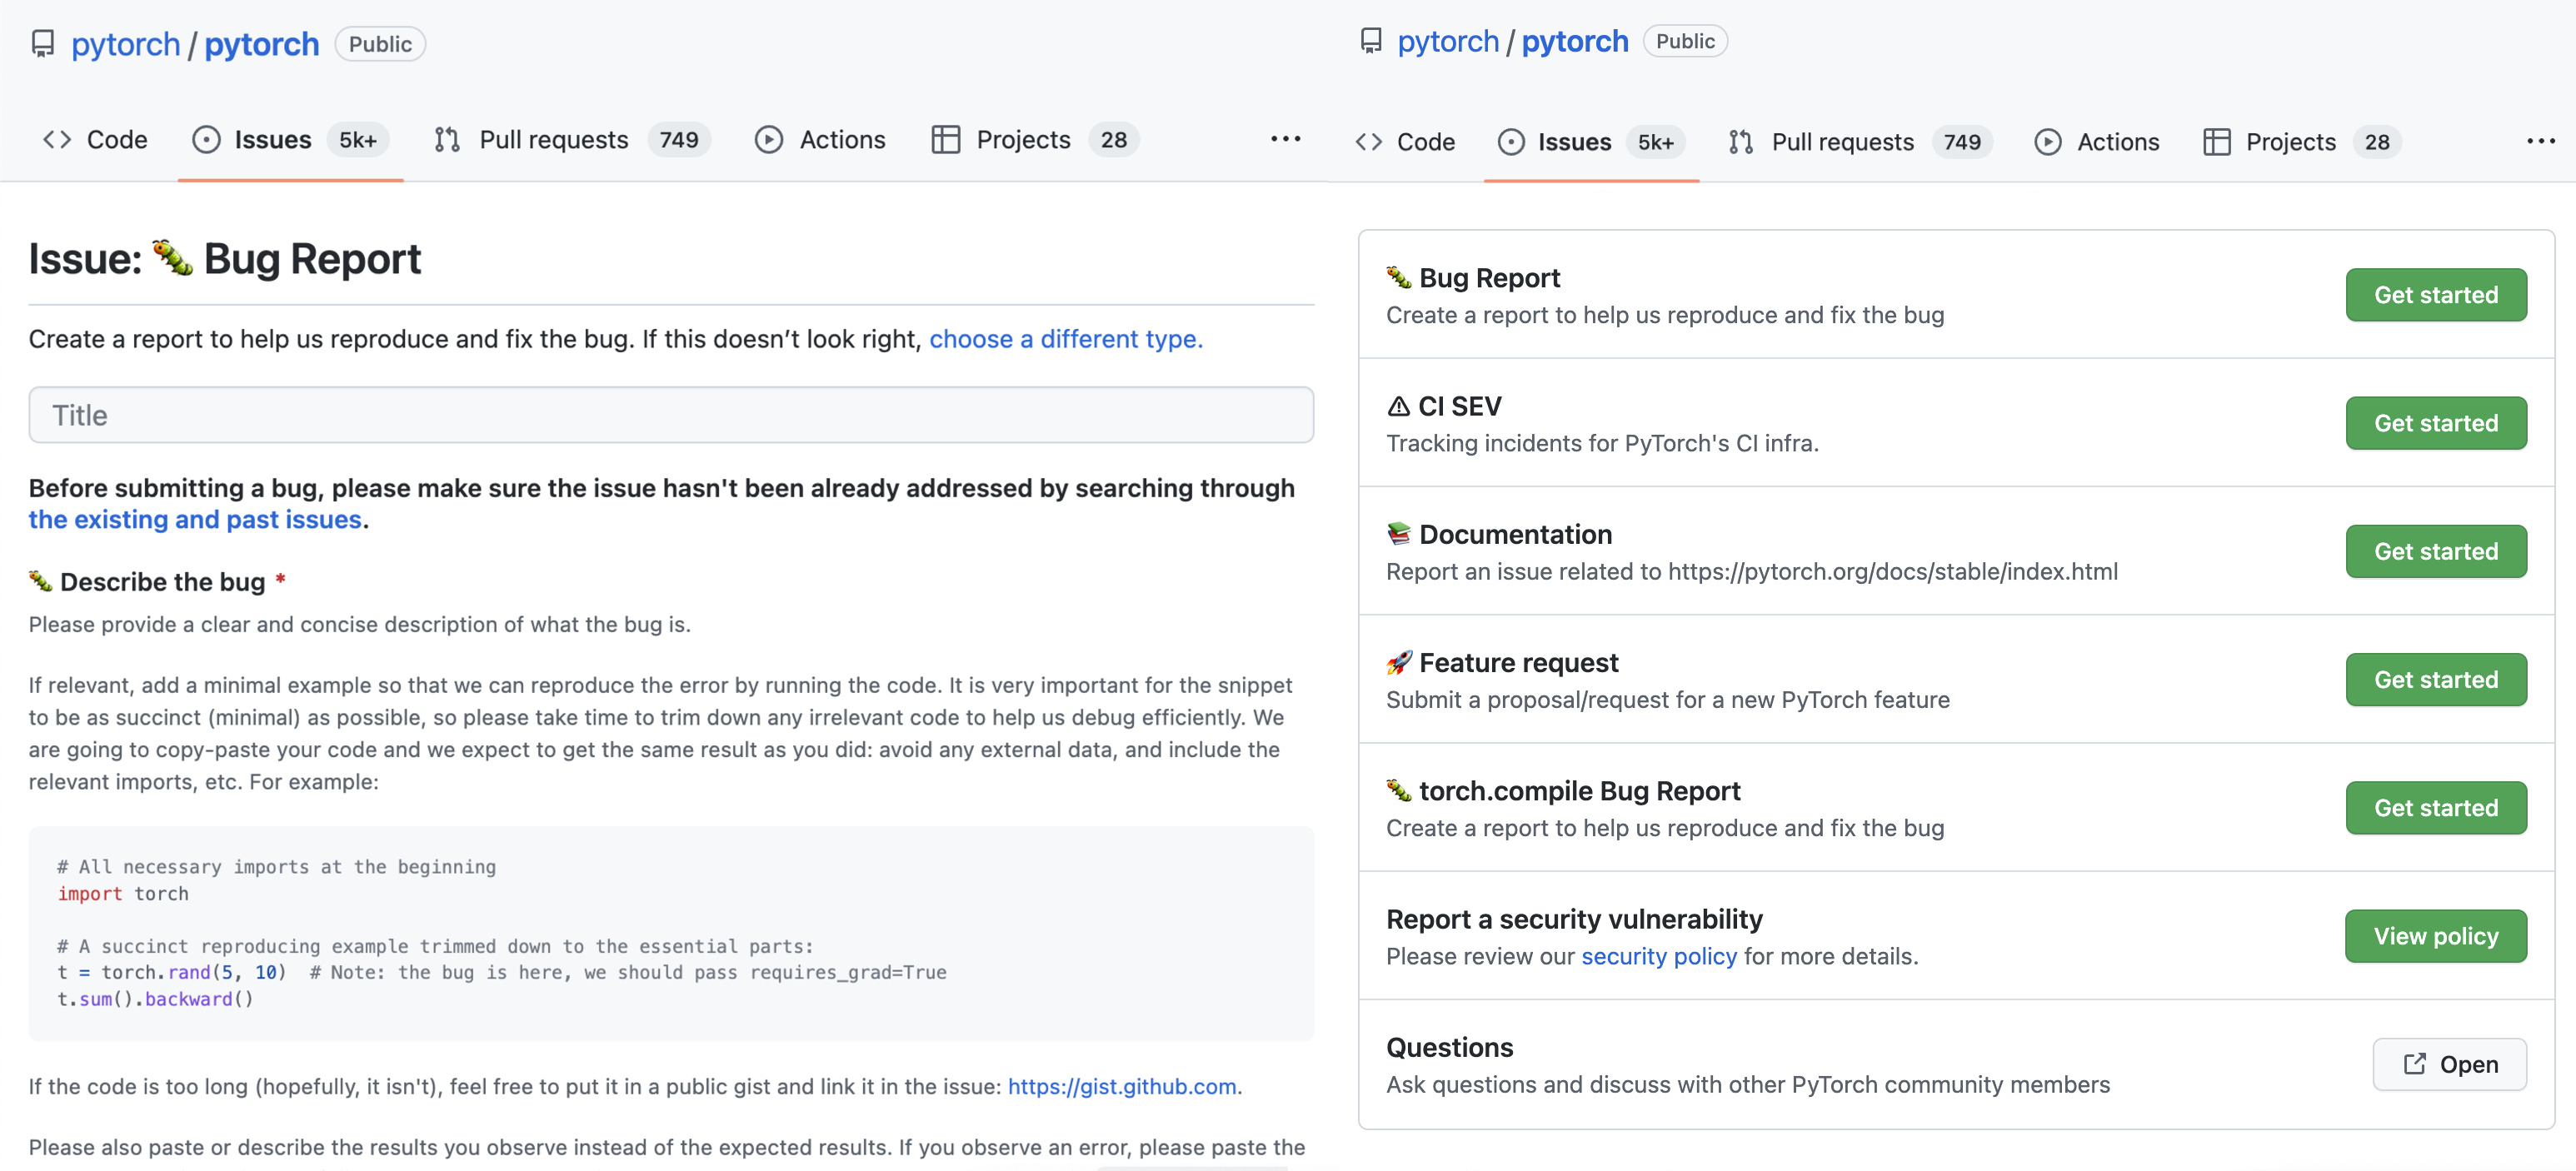 pytorch / pytorch Public
Code Issues 5k+ Pull requests 749 Actions Projects 28 ...
Issue: 🐛 Bug Report
Create a report to help us reproduce and fix the bug. If this doesn’t look right, choose a different type.
Title
Before submitting a bug, please make sure the issue hasn't been already addressed by searching through
the existing and past issues.
🐛 Describe the bug *
Please provide a clear and concise description of what the bug is.
If relevant, add a minimal example so that we can reproduce the error by running the code. It is very important for the snippet
to be as succinct (minimal) as possible, so please take time to trim down any irrelevant code to help us debug efficiently. We
are going to copy-paste your code and we expect to get the same result as you did: avoid any external data, and include the
relevant imports, etc. For example:
# All necessary imports at the beginning
import torch
# A succinct reproducing example trimmed down to the essential parts:
t = torch.rand(5, 10)  # Note: the bug is here, we should pass requires_grad=True
t.sum().backward()
If the code is too long (hopefully, it isn't), feel free to put it in a public gist and link it in the issue: https://gist.github.com.
Please also paste or describe the results you observe instead of the expected results. If you observe an error, please paste the
pytorch / pytorch Public
Code Issues 5k+ Pull requests 749 Actions Projects 28 ...
🐛 Bug Report
Create a report to help us reproduce and fix the bug
Get started
⚠ CI SEV
Tracking incidents for PyTorch's CI infra.
Get started
📚 Documentation
Report an issue related to https://pytorch.org/docs/stable/index.html
Get started
🚀 Feature request
Submit a proposal/request for a new PyTorch feature
Get started
🐛 torch.compile Bug Report
Create a report to help us reproduce and fix the bug
Get started
Report a security vulnerability
Please review our security policy for more details.
View policy
Questions
Ask questions and discuss with other PyTorch community members
Open